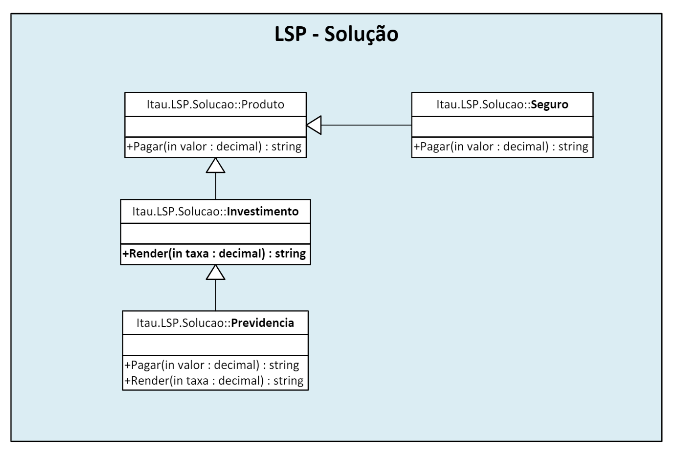 LSP - Solução
Itau.LSP.Solucao::Produto
+Pagar(in valor : decimal) : string
Itau.LSP.Solucao::Seguro
+Pagar(in valor : decimal) : string
Itau.LSP.Solucao::Investimento
+Render(in taxa : decimal) : string
Itau.LSP.Solucao::Previdencia
+Pagar(in valor : decimal) : string
+Render(in taxa : decimal) : string